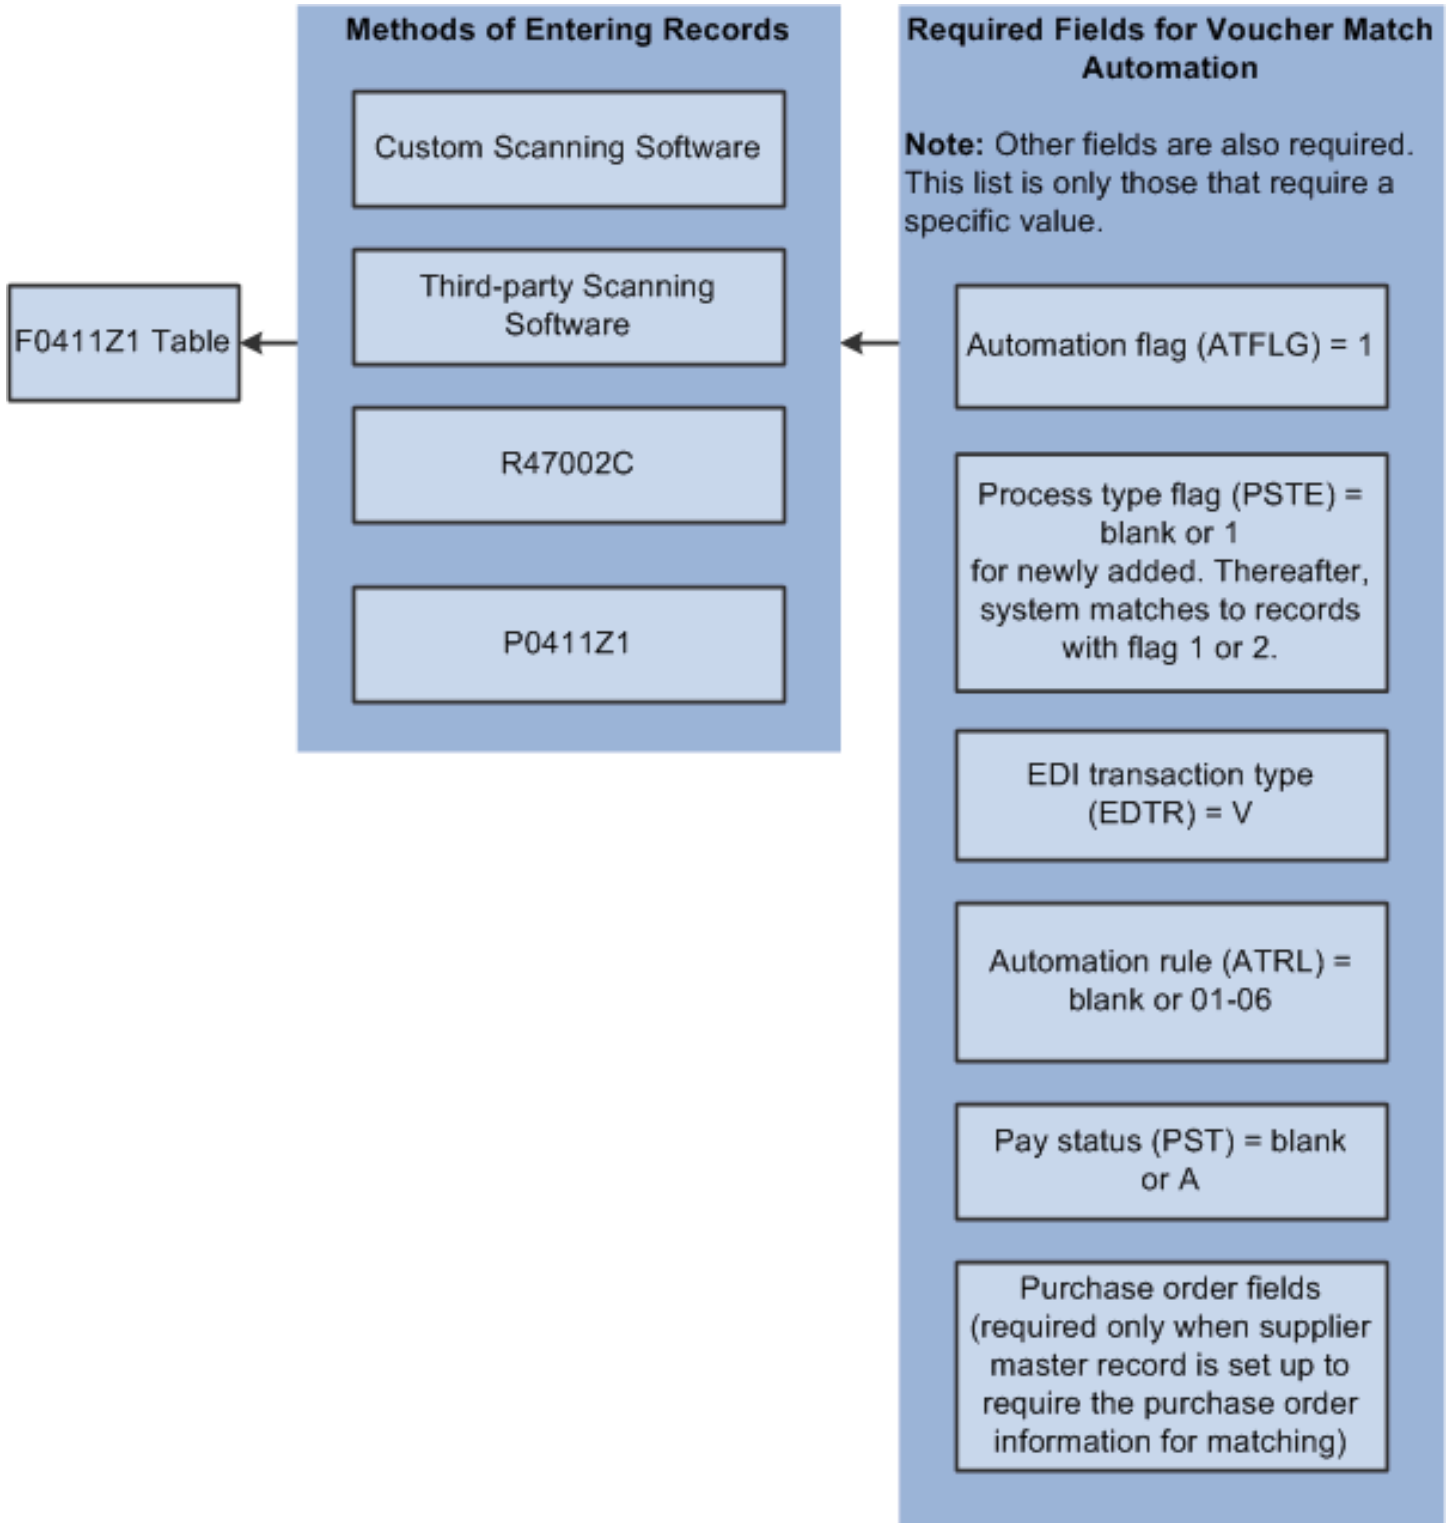 Methods of Entering Records
Custom Scanning Software
Third-party Scanning
Software
R47002C
P0411Z1
F0411Z1 Table
Required Fields for Voucher Match
Automation
Note: Other fields are also required.
This list is only those that require a
specific value.
Automation flag (ATFLG) = 1
Process type flag (PSTE) =
blank or 1
for newly added. Thereafter,
system matches to records
with flag 1 or 2.
EDI transaction type
(EDTR) = V
Automation rule (ATRL) =
blank or 01-06
Pay status (PST) = blank
or A
Purchase order fields
(required only when supplier
master record is set up to
require the purchase order
information for matching)